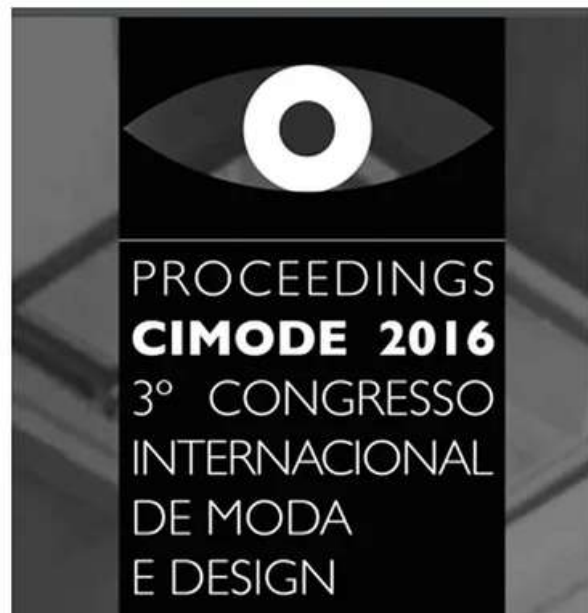 PROCEEDINGS
CIMODE 2016
3º CONGRESSO
INTERNACIONAL
DE MODA
E DESIGN